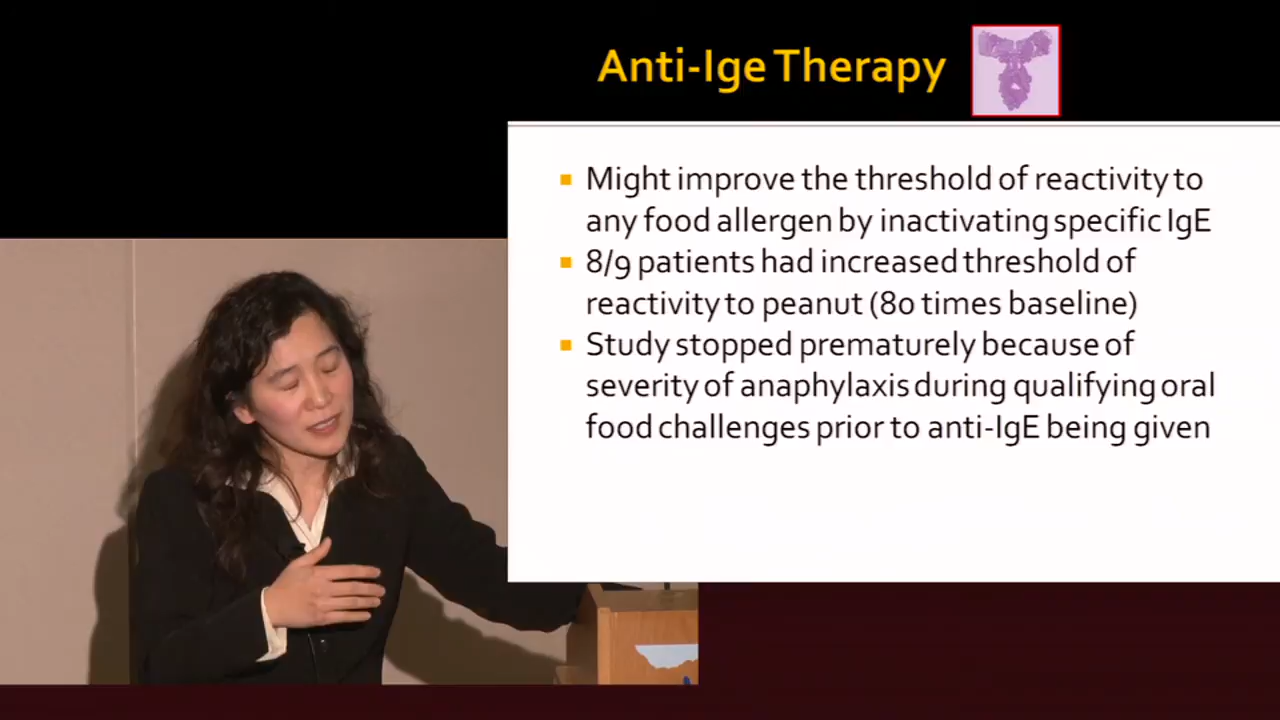 Anti-Ige Therapy
▪ Might improve the threshold of reactivity to
any food allergen by inactivating specific IgE
▪ 8/9 patients had increased threshold of
reactivity to peanut (80 times baseline)
▪ Study stopped prematurely because of
severity of anaphylaxis during qualifying oral
food challenges prior to anti-IgE being given